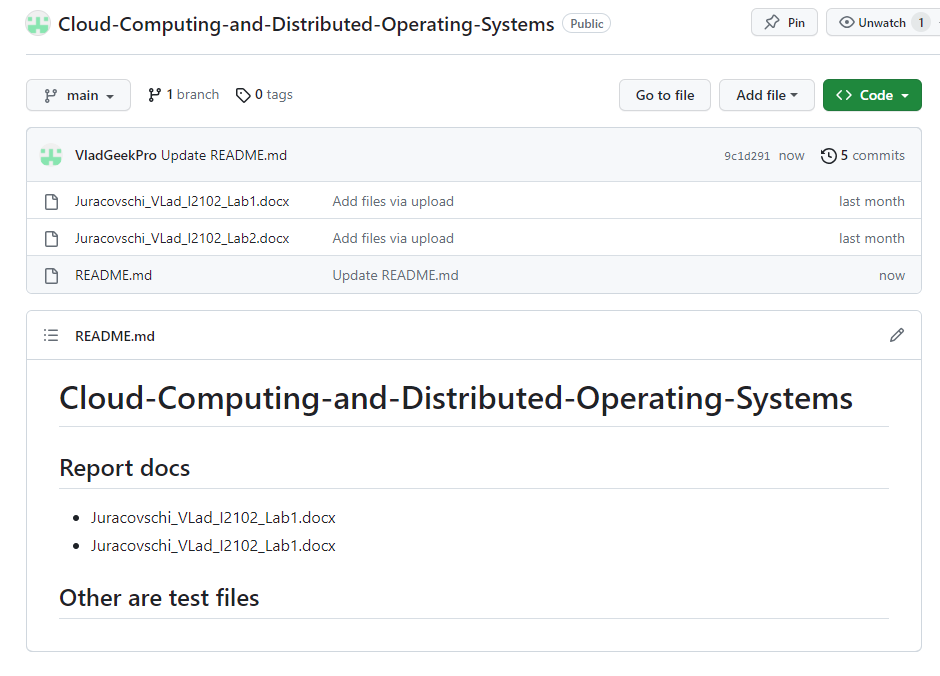 Cloud-Computing-and-Distributed-Operating-Systems Public Pin Unwatch 1
main 1 branch 0 tags Go to file Add file Code
VladGeekPro Update README.md 9c1d291 now 5 commits
Juracovschi_VLad_I2102_Lab1.docx Add files via upload last month
Juracovschi_VLad_I2102_Lab2.docx Add files via upload last month
README.md Update README.md now
README.md
Cloud-Computing-and-Distributed-Operating-Systems
Report docs
Juracovschi_VLad_I2102_Lab1.docx
Juracovschi_VLad_I2102_Lab1.docx
Other are test files